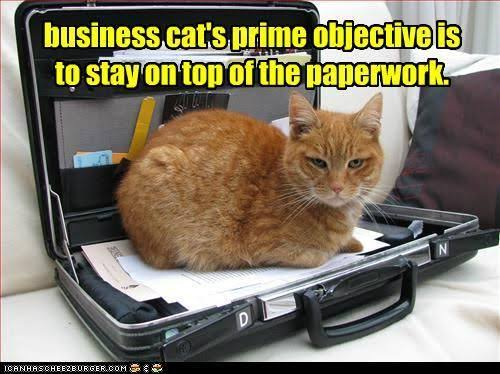 business cat's prime objective is
to stay on top of the paperwork.
D
N
ICANHASCHEEZBURGER.COM